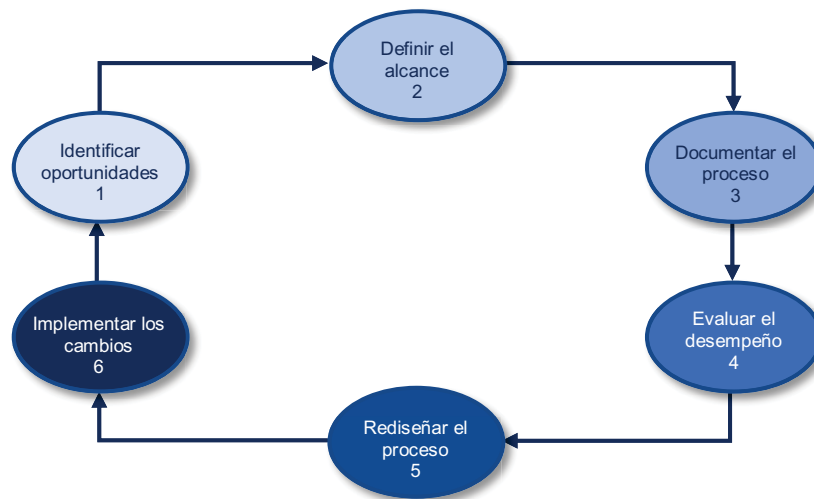 Identificar
oportunidades
1
Definir el
alcance
2
Documentar el
proceso
3
Evaluar el
desempeño
4
Rediseñar el
proceso
5
Implementar los
cambios
6